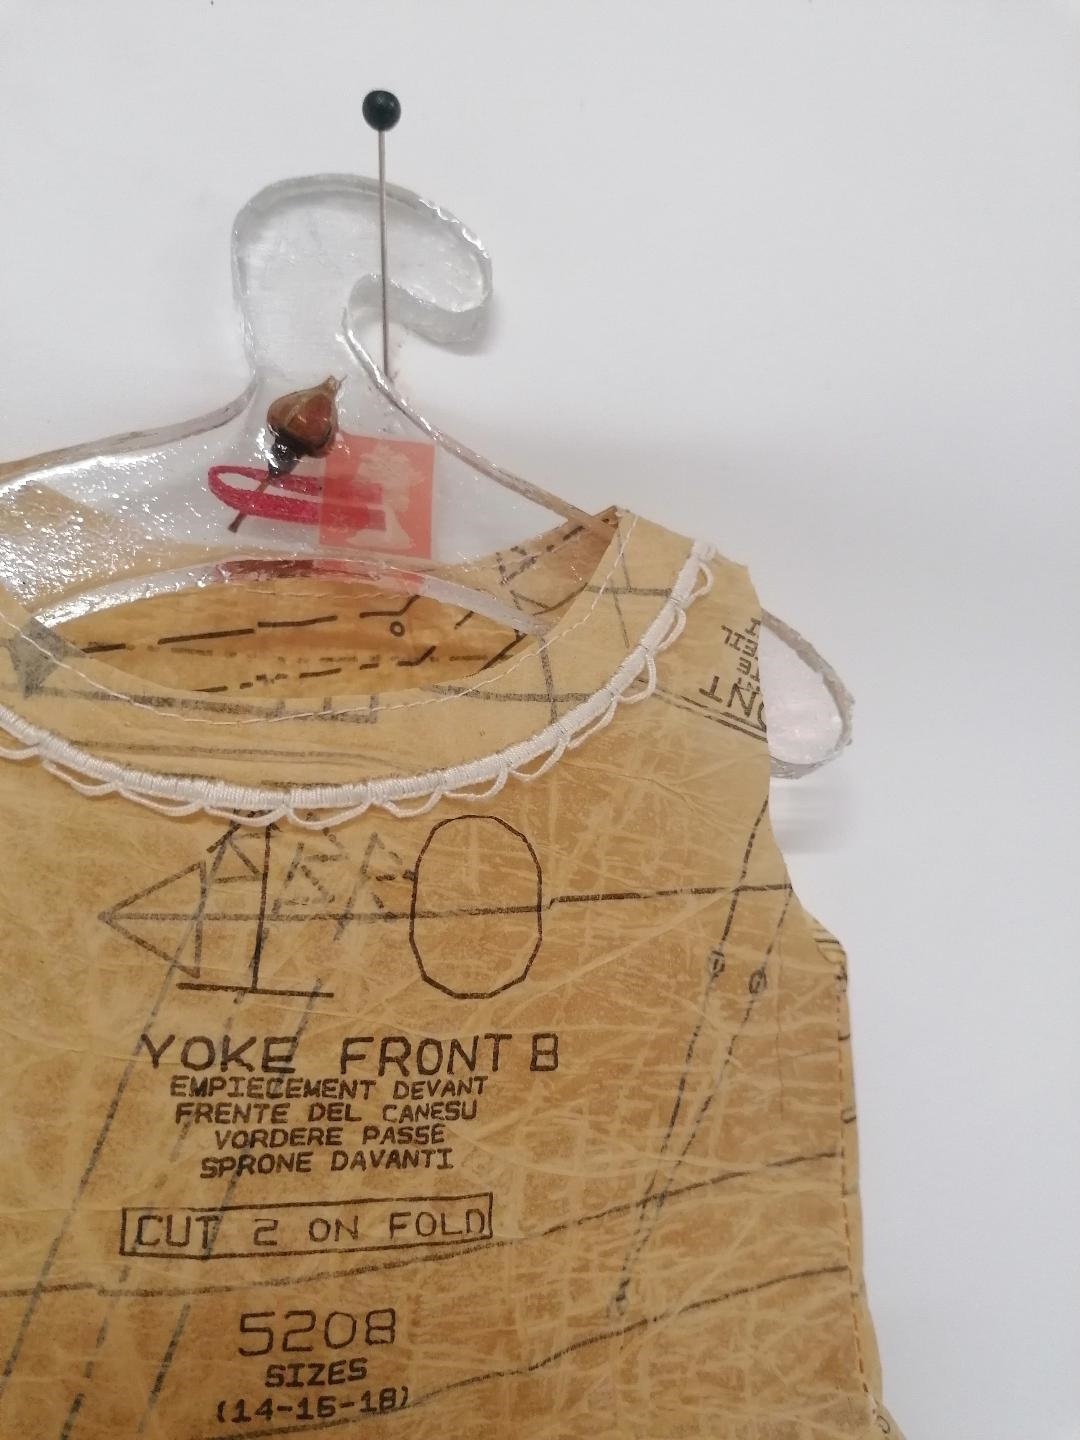 YOKE FRONT B
EMPIECEMENT DEVANT
FRENTE DEL CANESU
VORDERE PASSE
SPRONE DAVANTI
CUT 2 ON FOLD
5208
SIZES
(14-16-18)